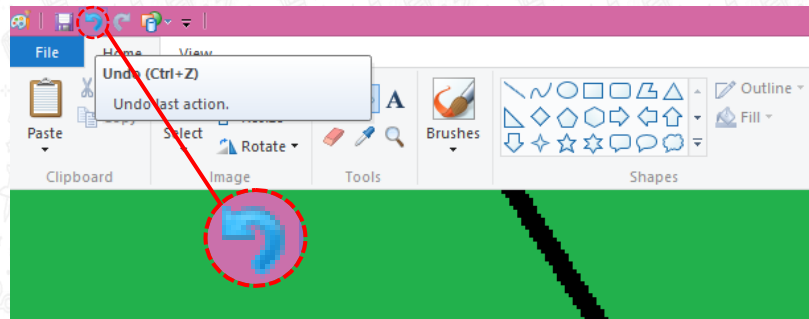 File Home View
Undo (Ctrl+Z)
Undo last action.
Copy
Resize
A
Paste
Select
Rotate
Brushes
Outline
Fill
Clipboard
Image
Tools
Shapes